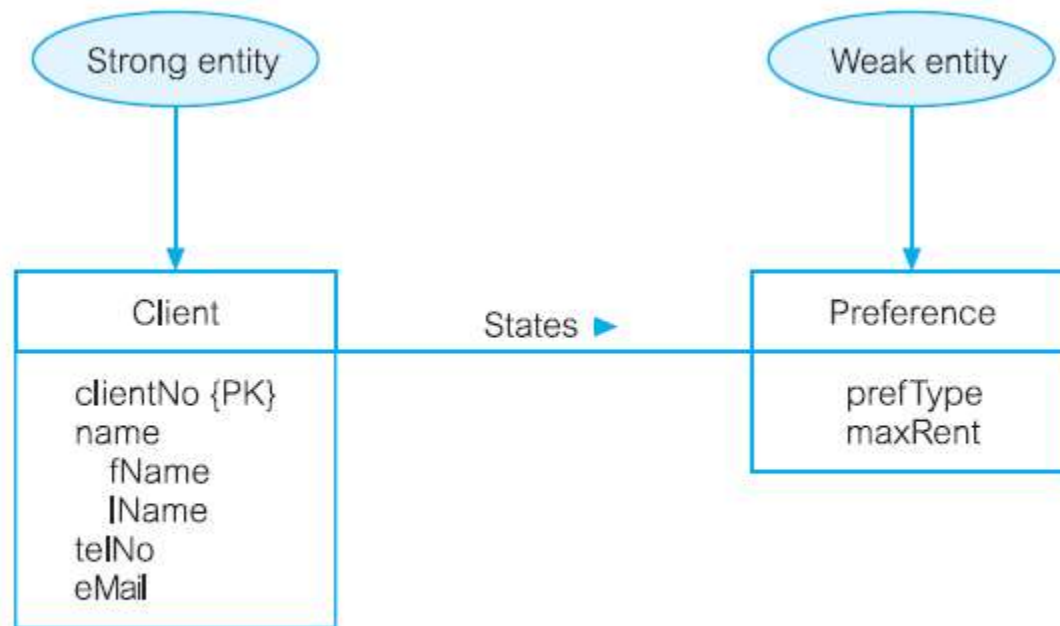 Strong entity
Weak entity
Client
States ►
Preference
clientNo {PK}
name
fName
lName
telNo
eMail
prefType
maxRent